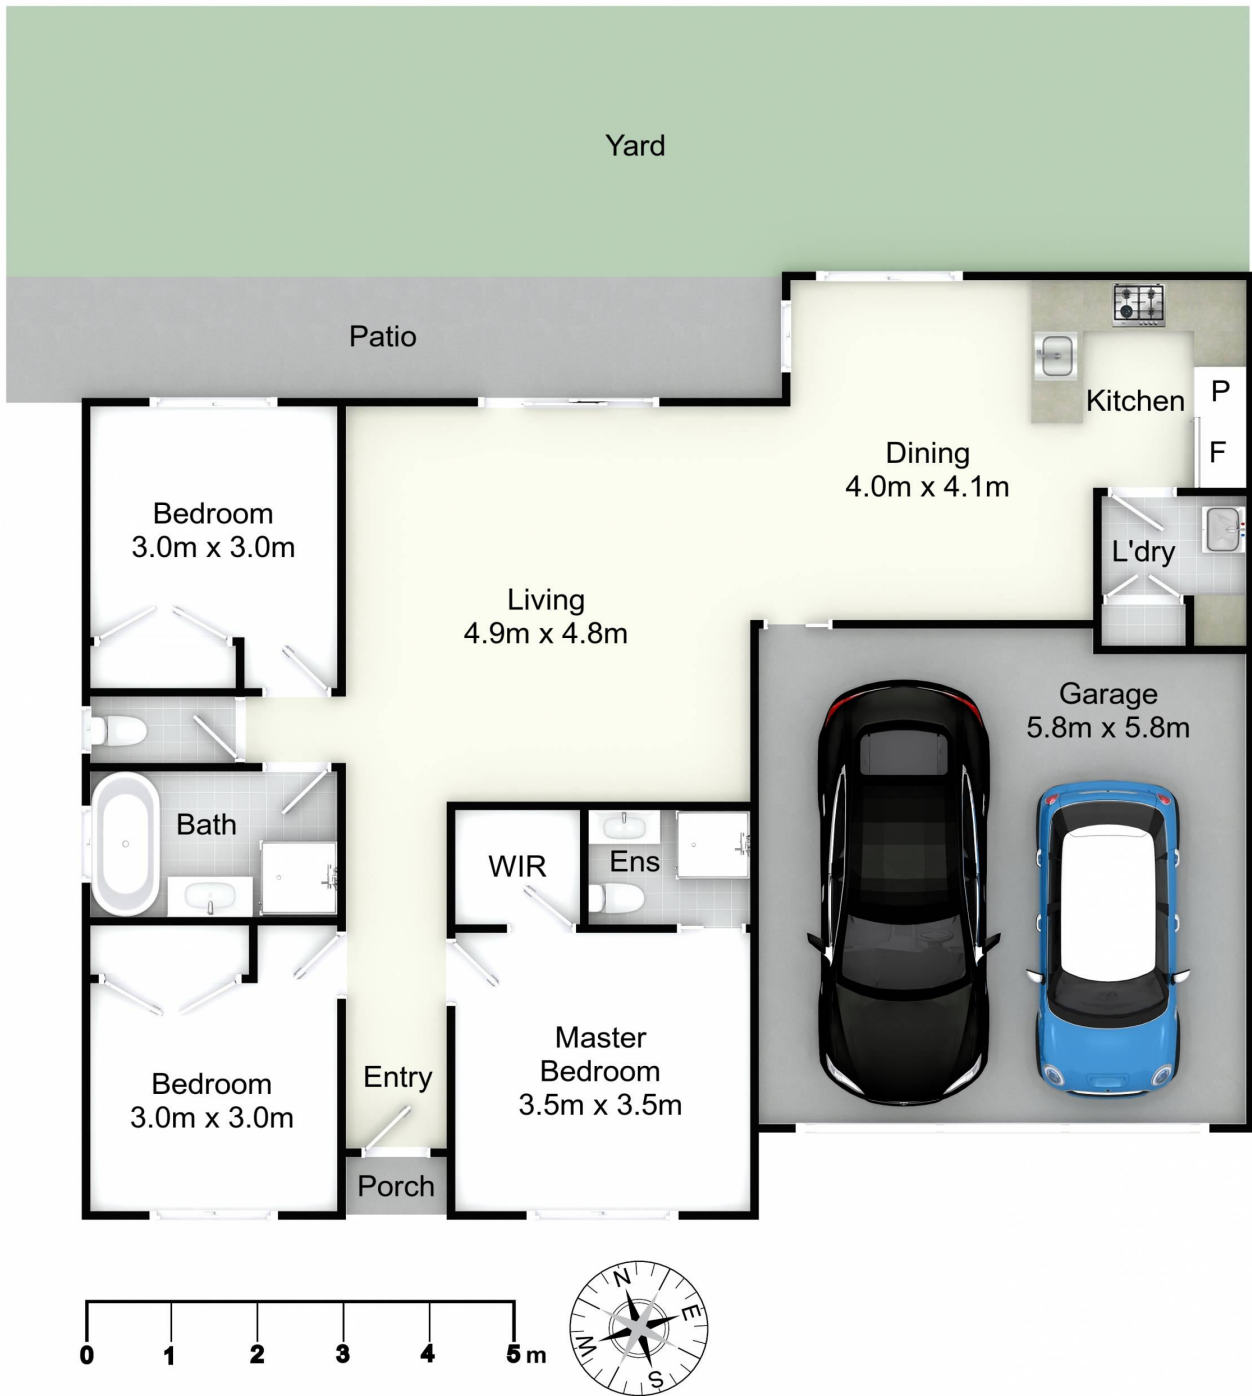 Yard
Patio
Bedroom
3.0m x 3.0m
Living
4.9m x 4.8m
Dining
4.0m x 4.1m
Kitchen
P
F
L'dry
Garage
5.8m x 5.8m
Bath
WIR
Ens
Bedroom
3.0m x 3.0m
Entry
Master
Bedroom
3.5m x 3.5m
Porch
0 1 2 3 4 5 m
N
E
S
W